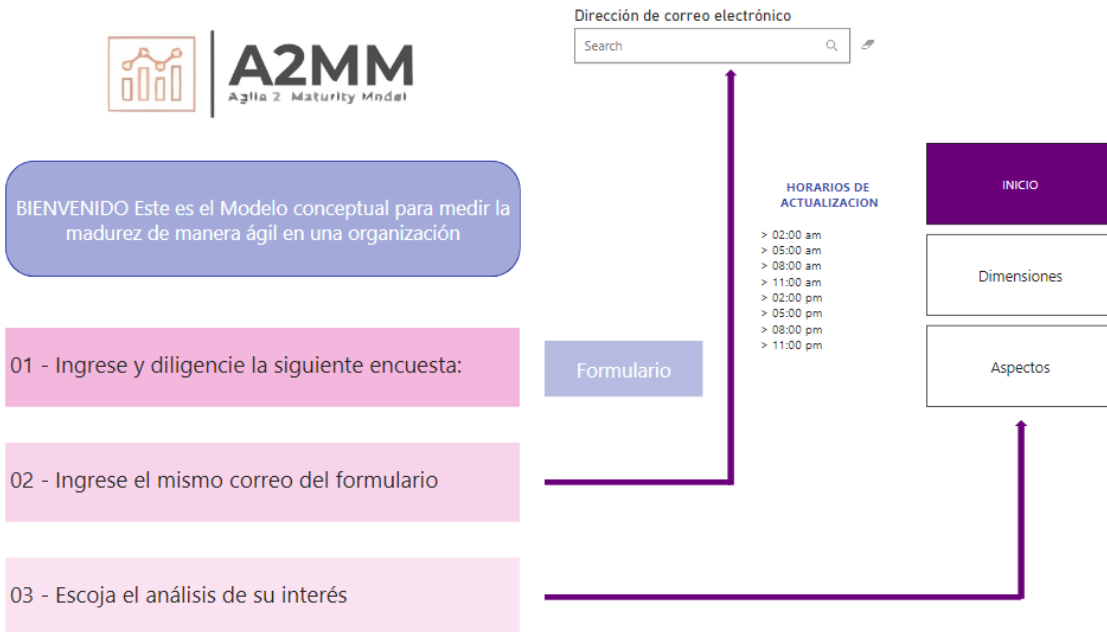 Dirección de correo electrónico
Search
A2MM
Agile 2 Maturity Model
BIENVENIDO Este es el Modelo conceptual para medir la
madurez de manera ágil en una organización
HORARIOS DE
ACTUALIZACION
> 02:00 am
> 05:00 am
> 08:00 am
> 11:00 am
> 02:00 pm
> 05:00 pm
> 08:00 pm
> 11:00 pm
INICIO
Dimensiones
Aspectos
01 - Ingrese y diligencie la siguiente encuesta:
Formulario
02 - Ingrese el mismo correo del formulario
03 - Escoja el análisis de su interés